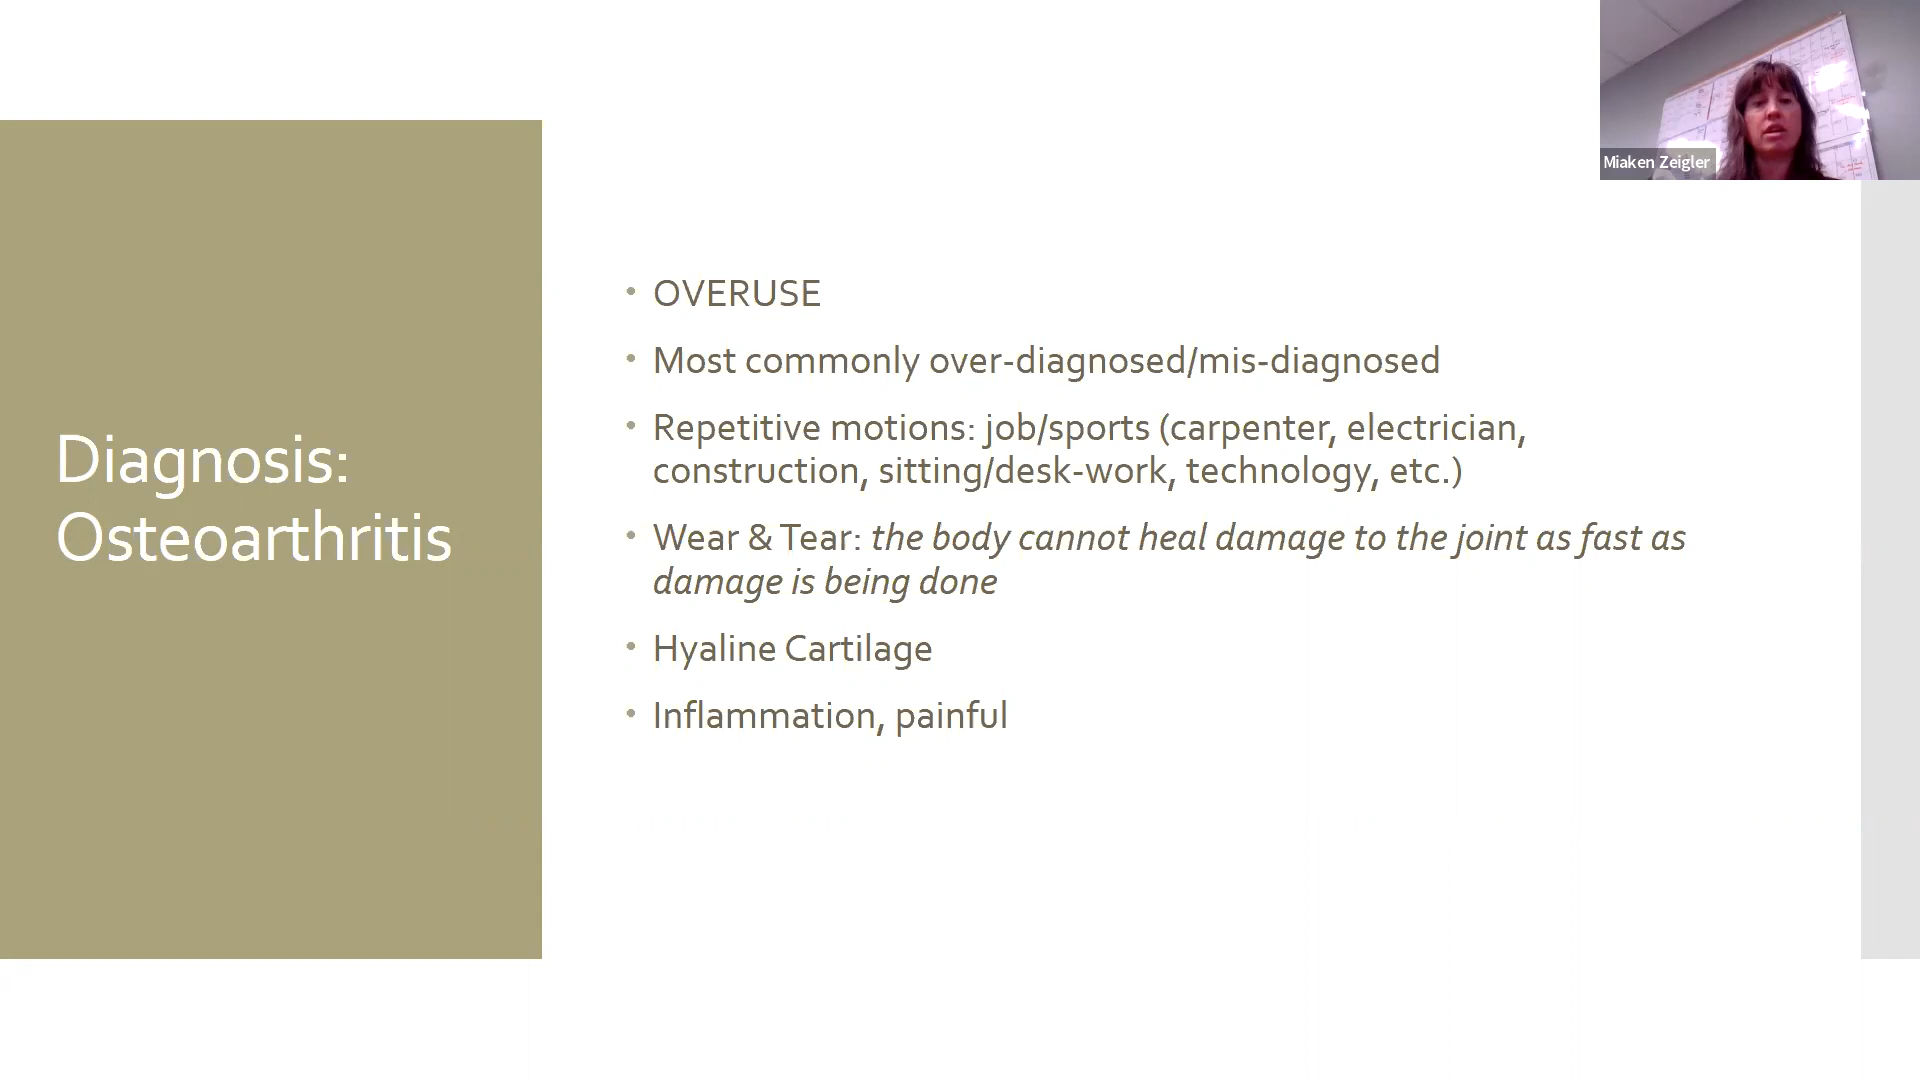 Miaken Zeigler
Diagnosis:
Osteoarthritis
• OVERUSE
• Most commonly over-diagnosed/mis-diagnosed
• Repetitive motions: job/sports (carpenter, electrician,
construction, sitting/desk-work, technology, etc.)
• Wear & Tear: the body cannot heal damage to the joint as fast as
damage is being done
• Hyaline Cartilage
• Inflammation, painful